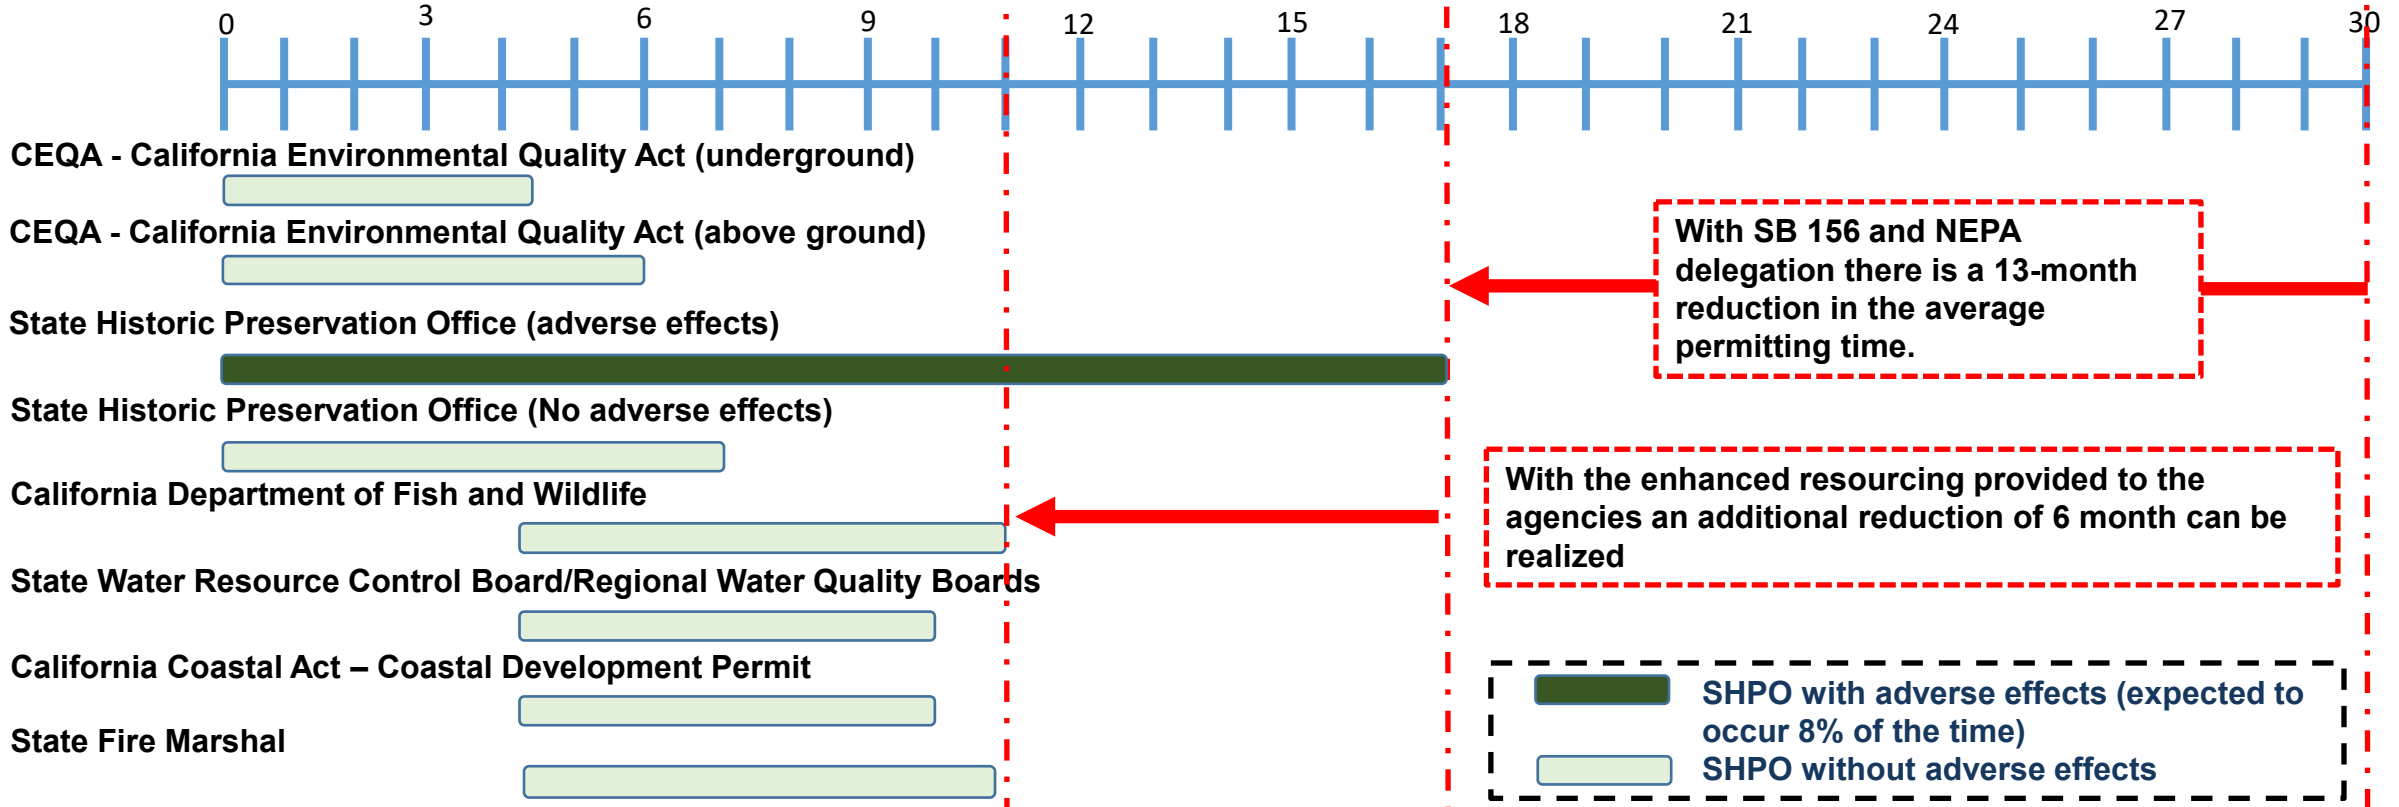 0 3 6 9 12 15 18 21 24 27 30
CEQA - California Environmental Quality Act (underground)
CEQA - California Environmental Quality Act (above ground)
State Historic Preservation Office (adverse effects)
State Historic Preservation Office (No adverse effects)
California Department of Fish and Wildlife
State Water Resource Control Board/Regional Water Quality Boards
California Coastal Act – Coastal Development Permit
State Fire Marshal
With SB 156 and NEPA
delegation there is a 13-month
reduction in the average
permitting time.
With the enhanced resourcing provided to the
agencies an additional reduction of 6 month can be
realized
SHPO with adverse effects (expected to
occur 8% of the time)
SHPO without adverse effects